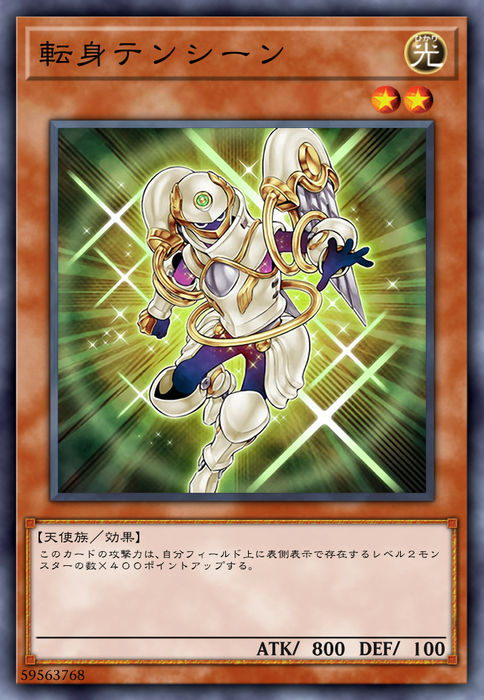 転身テンシーン
ひかり
光
【天使族／効果】
このカードの攻撃力は、自分フィールド上に表側表示で存在するレベル２モン
スターの数×４００ポイントアップする。
ATK/ 800 DEF/ 100
59563768